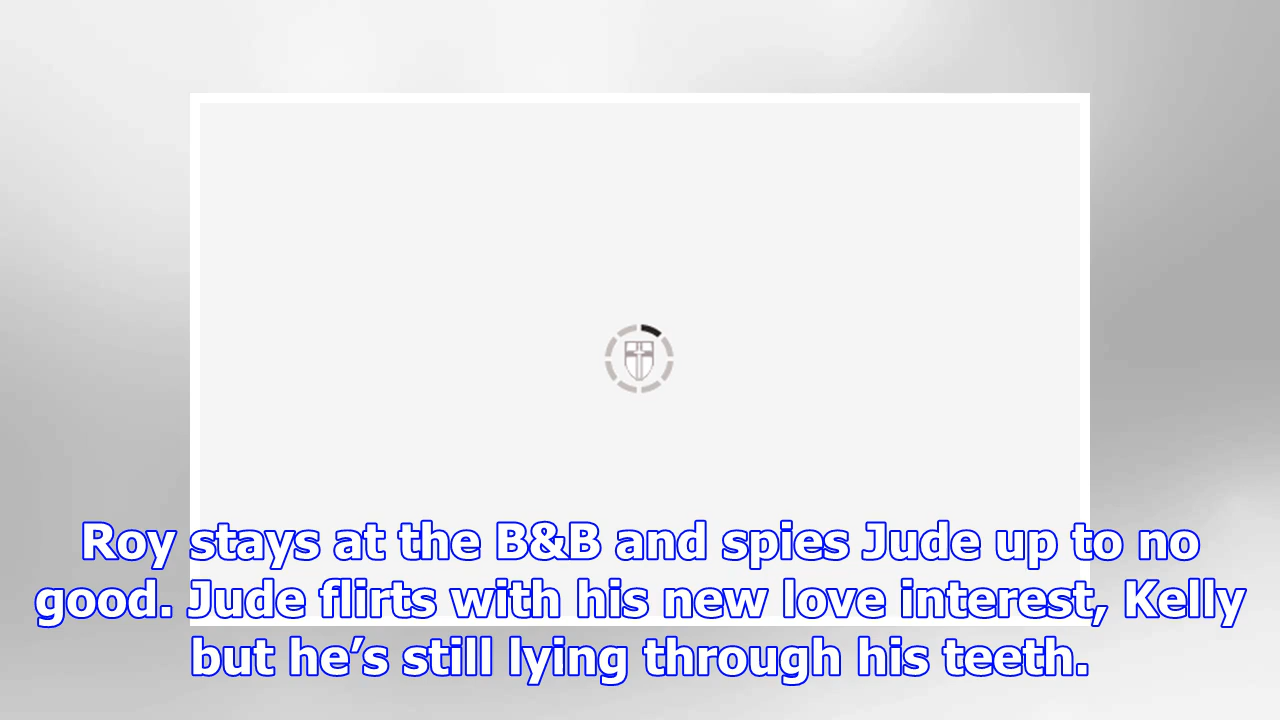 Roy stays at the B&B and spies Jude up to no
good. Jude flirts with his new love interest, Kelly
but he’s still lying through his teeth.